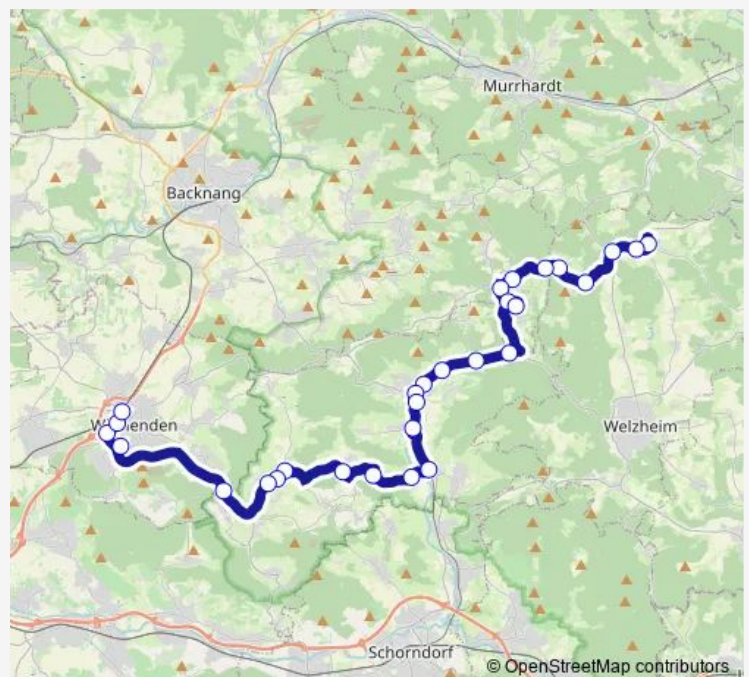 Murrhardt
Backnang
Welzheim
Schorndorf
© OpenStreetMap contributors